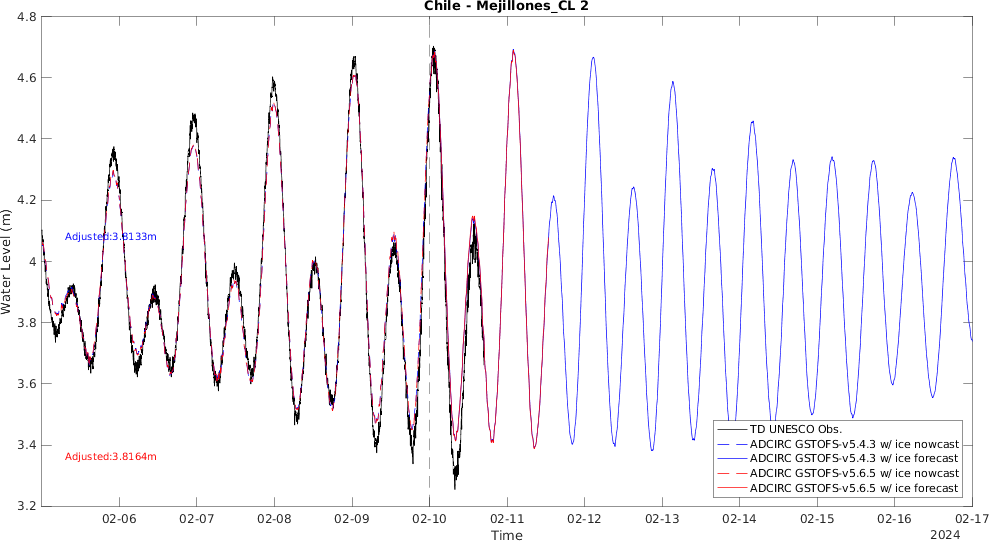 Chile - Mejillones_CL 2
4.8
4.6
4.4
4.2
4
3.8
3.6
3.4
3.2
Water Level (m)
Adjusted:3.8133m
Adjusted:3.8164m
TD UNESCO Obs.
ADCIRC GSTOFS-v5.4.3 w/ ice nowcast
ADCIRC GSTOFS-v5.4.3 w/ ice forecast
ADCIRC GSTOFS-v5.6.5 w/ ice nowcast
ADCIRC GSTOFS-v5.6.5 w/ ice forecast
02-06 02-07 02-08 02-09 02-10 02-11 02-12 02-13 02-14 02-15 02-16 02-17
Time
2024